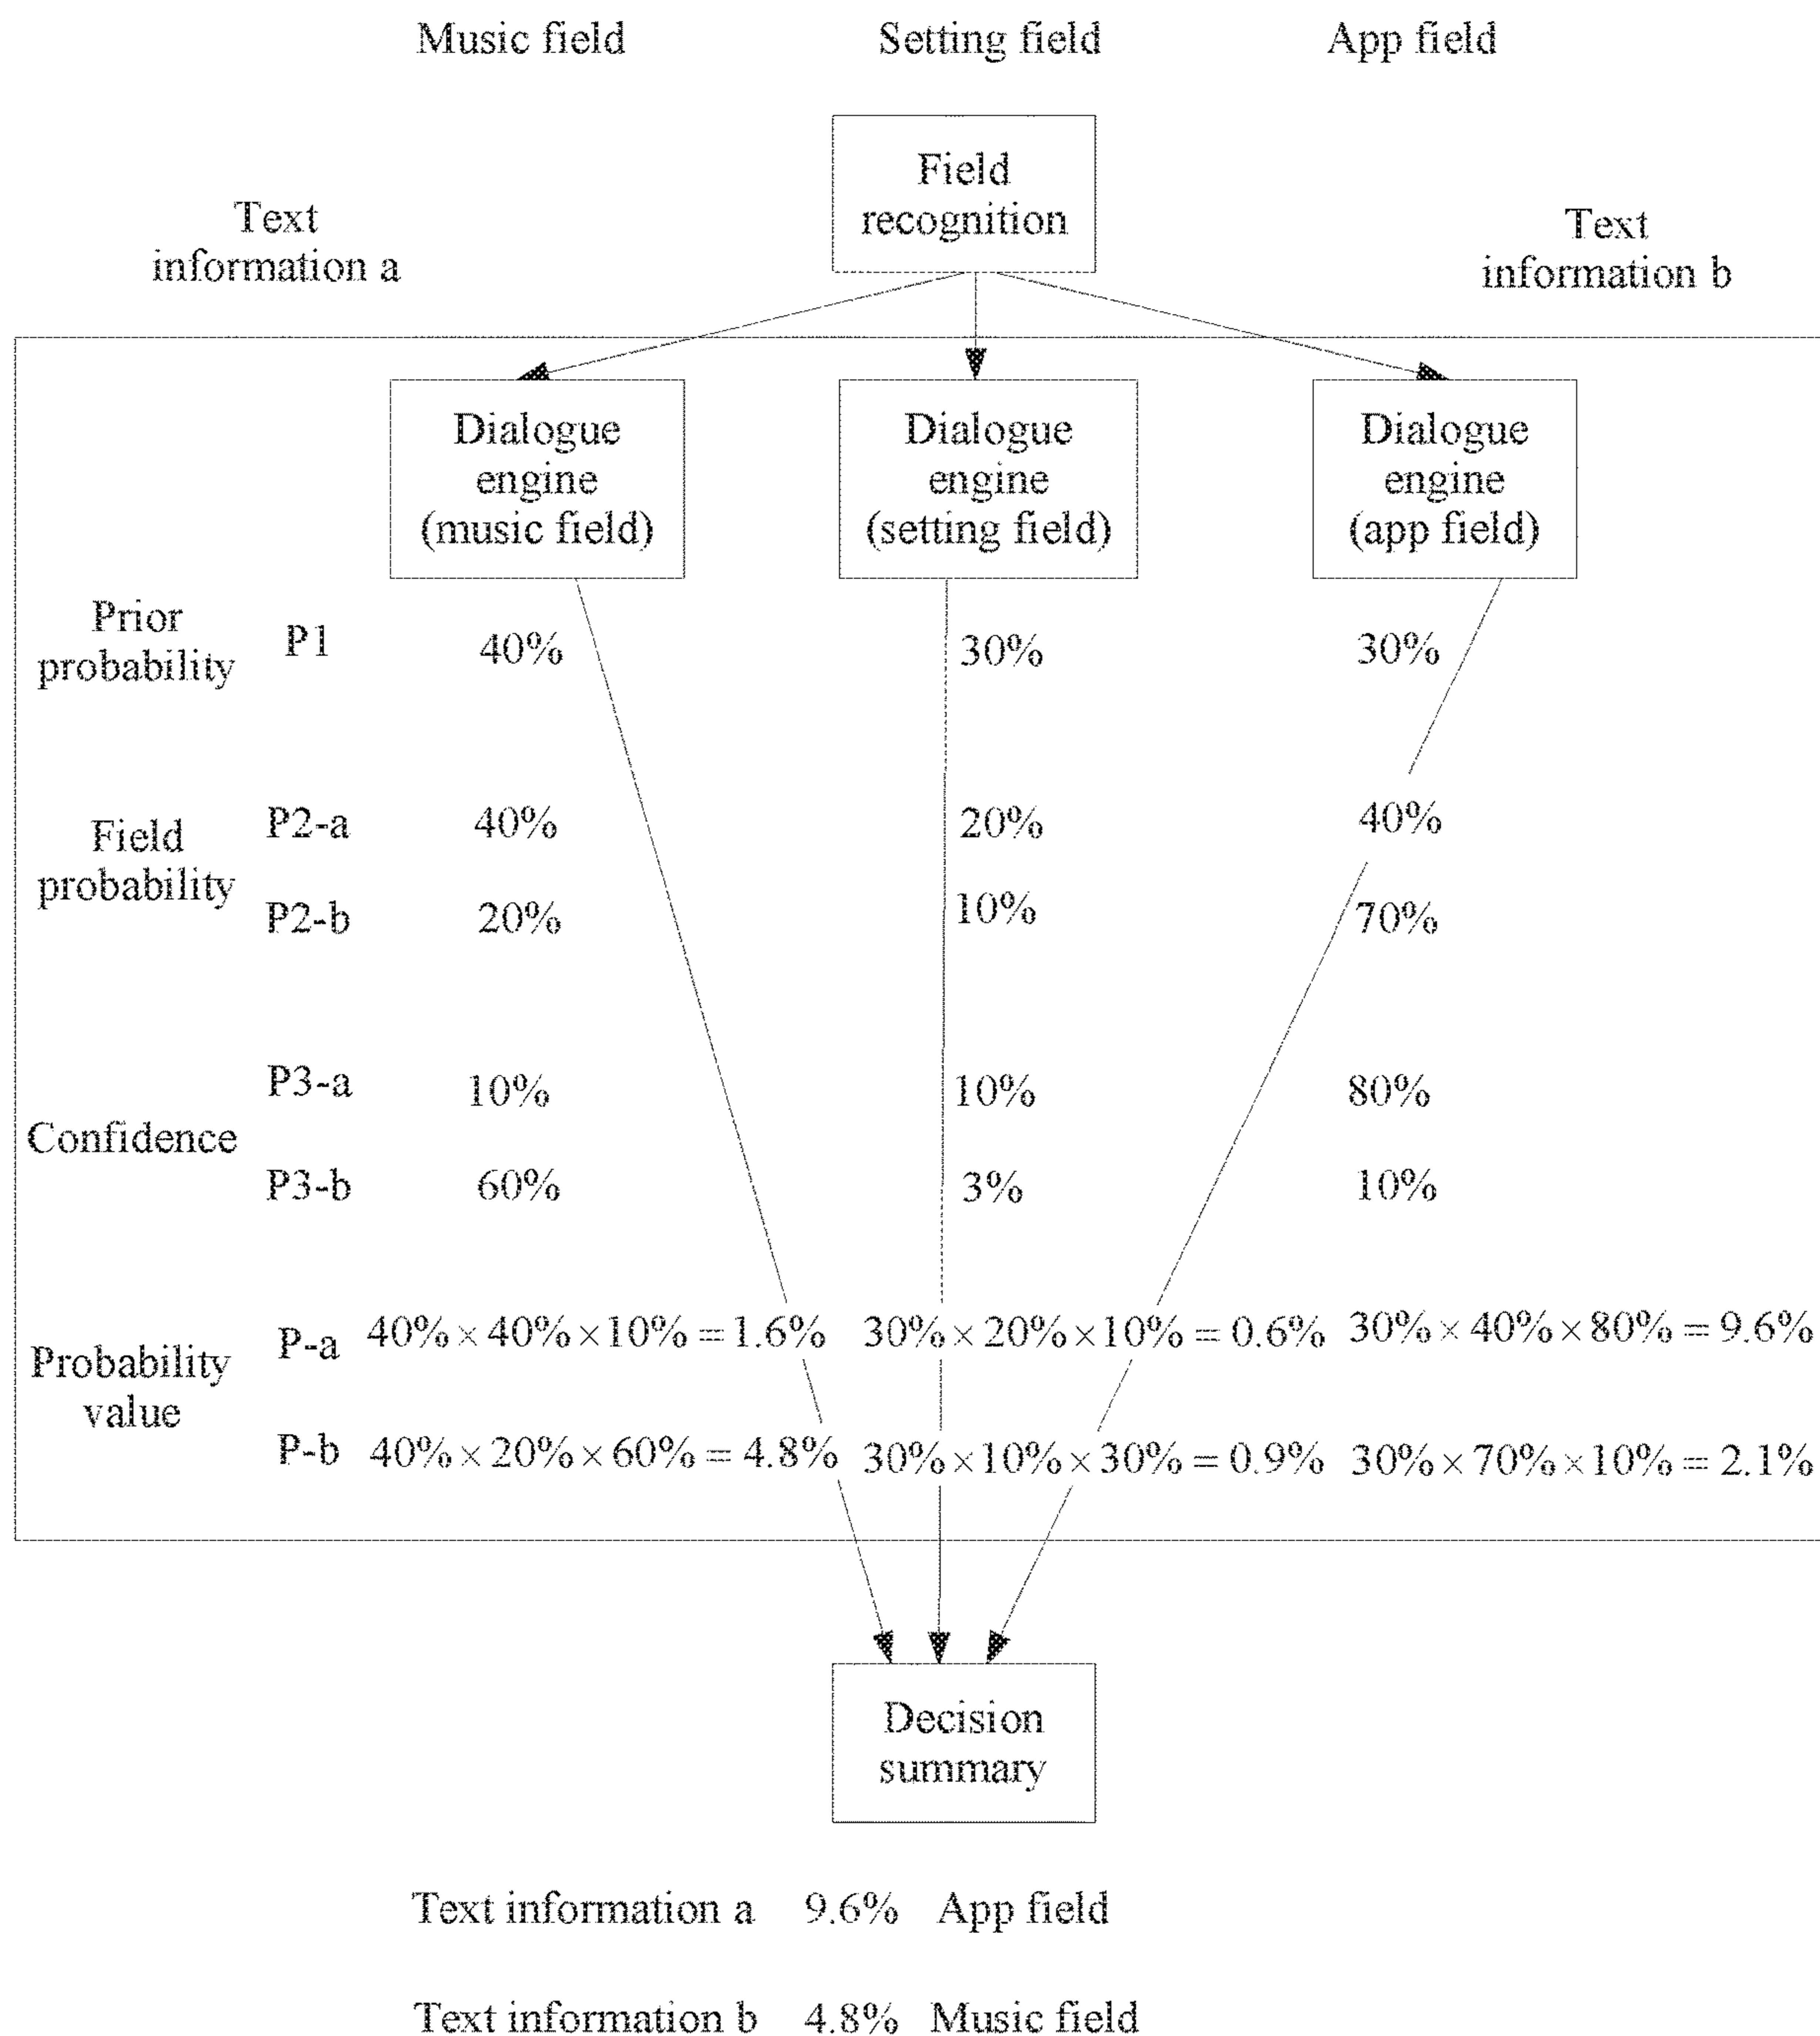 Music field Setting field App field
Field
recognition
Text
information a
Text
information b
Dialogue
engine
(music field)
Dialogue
engine
(setting field)
Dialogue
engine
(app field)
Prior
probability
P1 40% 30% 30%
Field
probability
P2-a 40% 20% 40%
P2-b 20% 10% 70%
Confidence
P3-a 10% 10% 80%
P3-b 60% 3% 10%
Probability
value
P-a 40%×40%×10% = 1.6% 30%×20%×10% = 0.6% 30%×40%×80% = 9.6%
P-b 40%×20%×60% = 4.8% 30%×10%×30% = 0.9% 30%×70%×10% = 2.1%
Decision
summary
Text information a 9.6% App field
Text information b 4.8% Music field